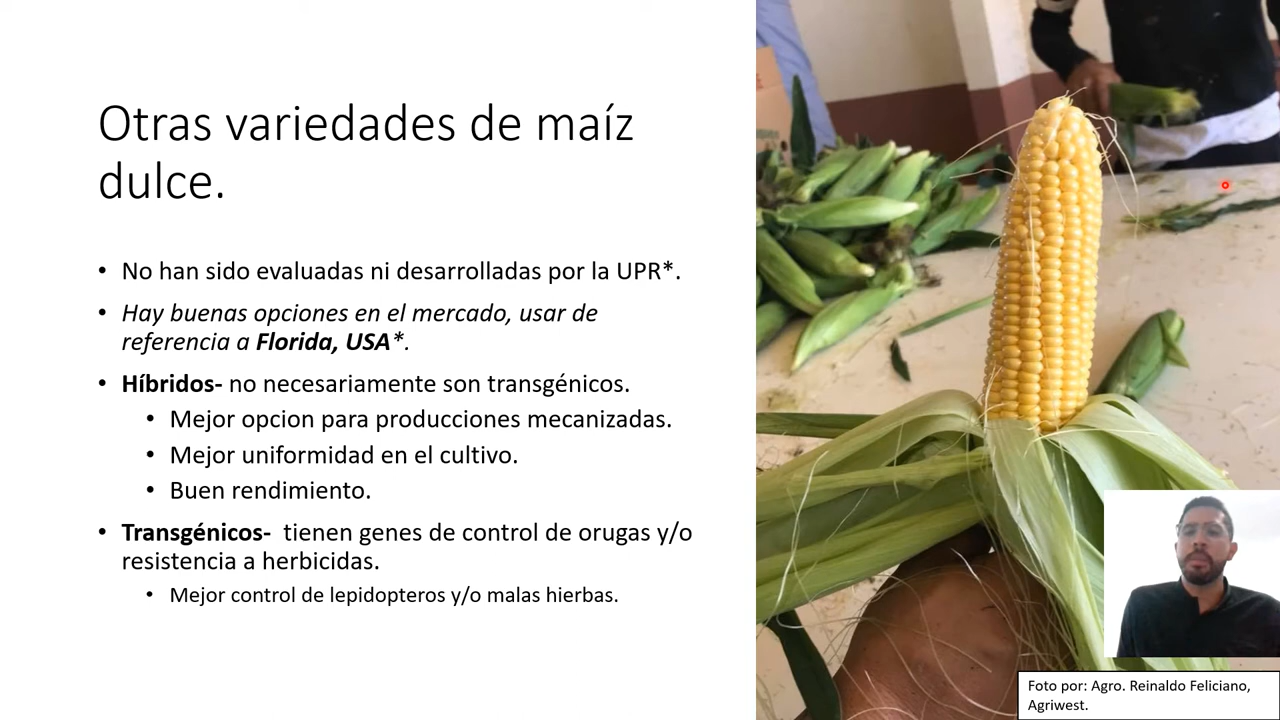 Otras variedades de maíz
dulce.
• No han sido evaluadas ni desarrolladas por la UPR*.
• Hay buenas opciones en el mercado, usar de
referencia a Florida, USA*.
• Híbridos- no necesariamente son transgénicos.
• Mejor opcion para producciones mecanizadas.
• Mejor uniformidad en el cultivo.
• Buen rendimiento.
• Transgénicos- tienen genes de control de orugas y/o
resistencia a herbicidas.
• Mejor control de lepidopteros y/o malas hierbas.
Foto por: Agro. Reinaldo Feliciano,
Agriwest.